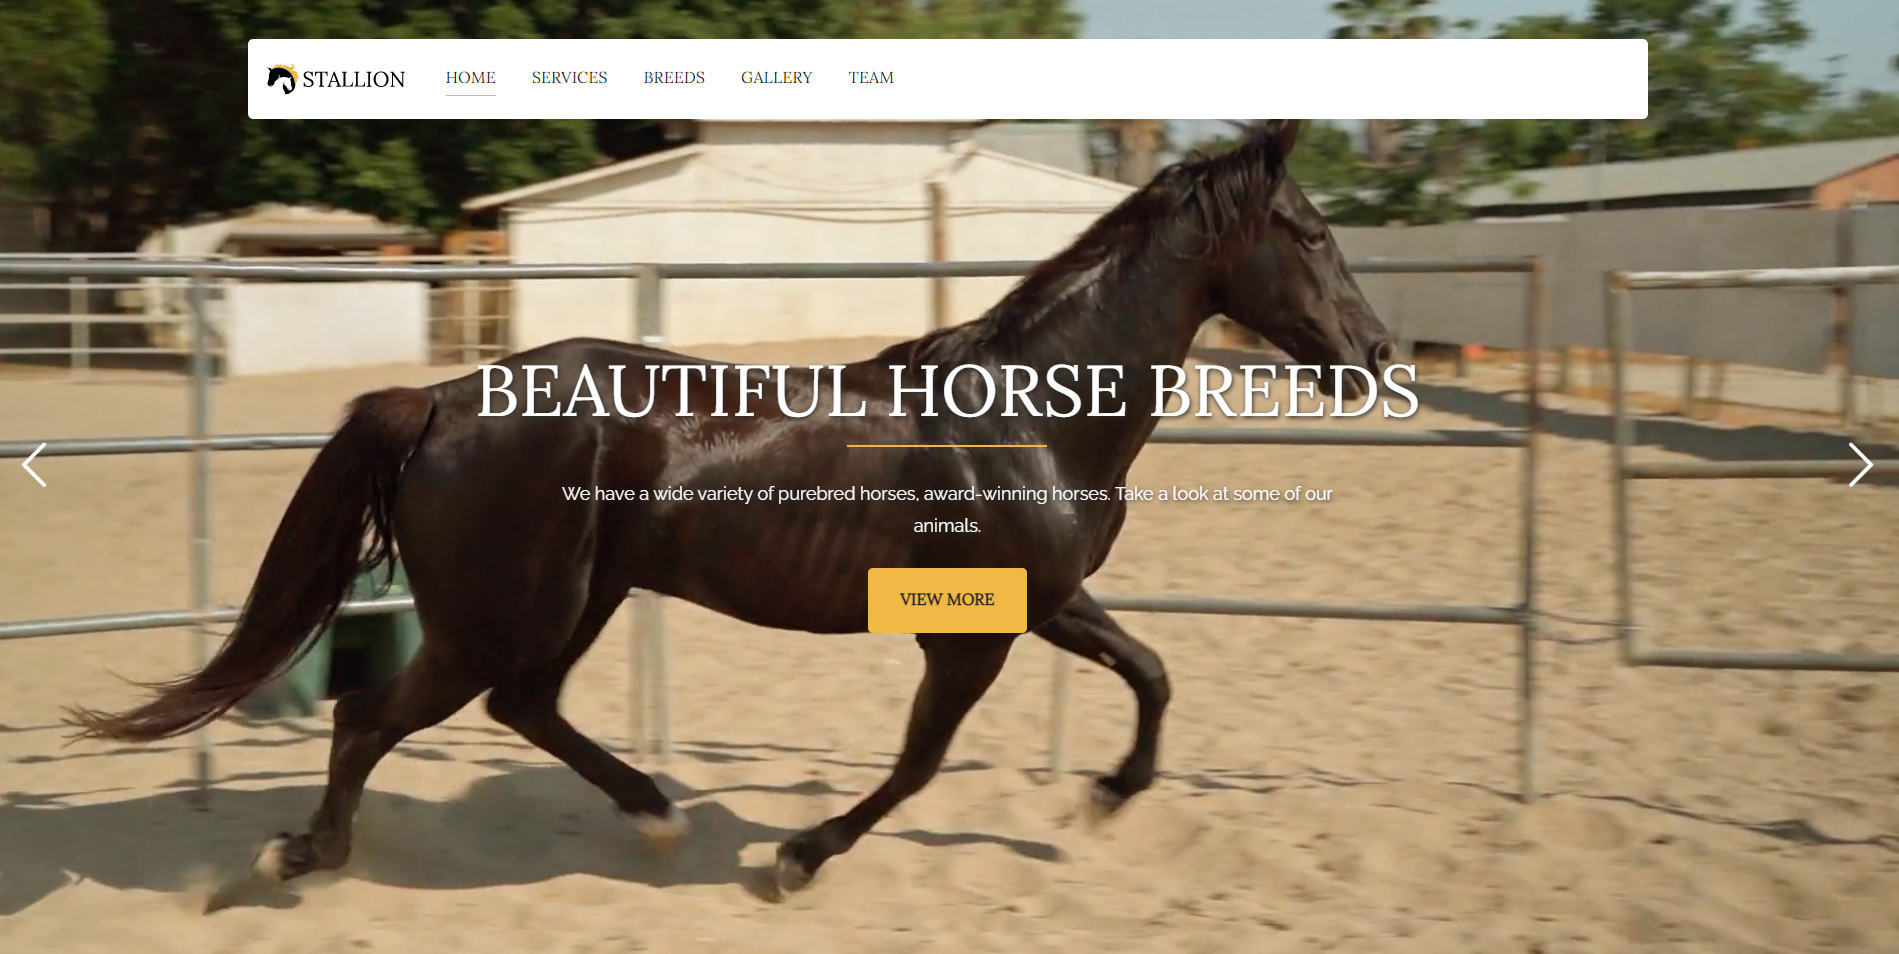 STALLION
HOME
SERVICES
BREEDS
GALLERY
TEAM
BEAUTIFUL HORSE BREEDS
We have a wide variety of purebred horses, award-winning horses. Take a look at some of our
animals.
VIEW MORE